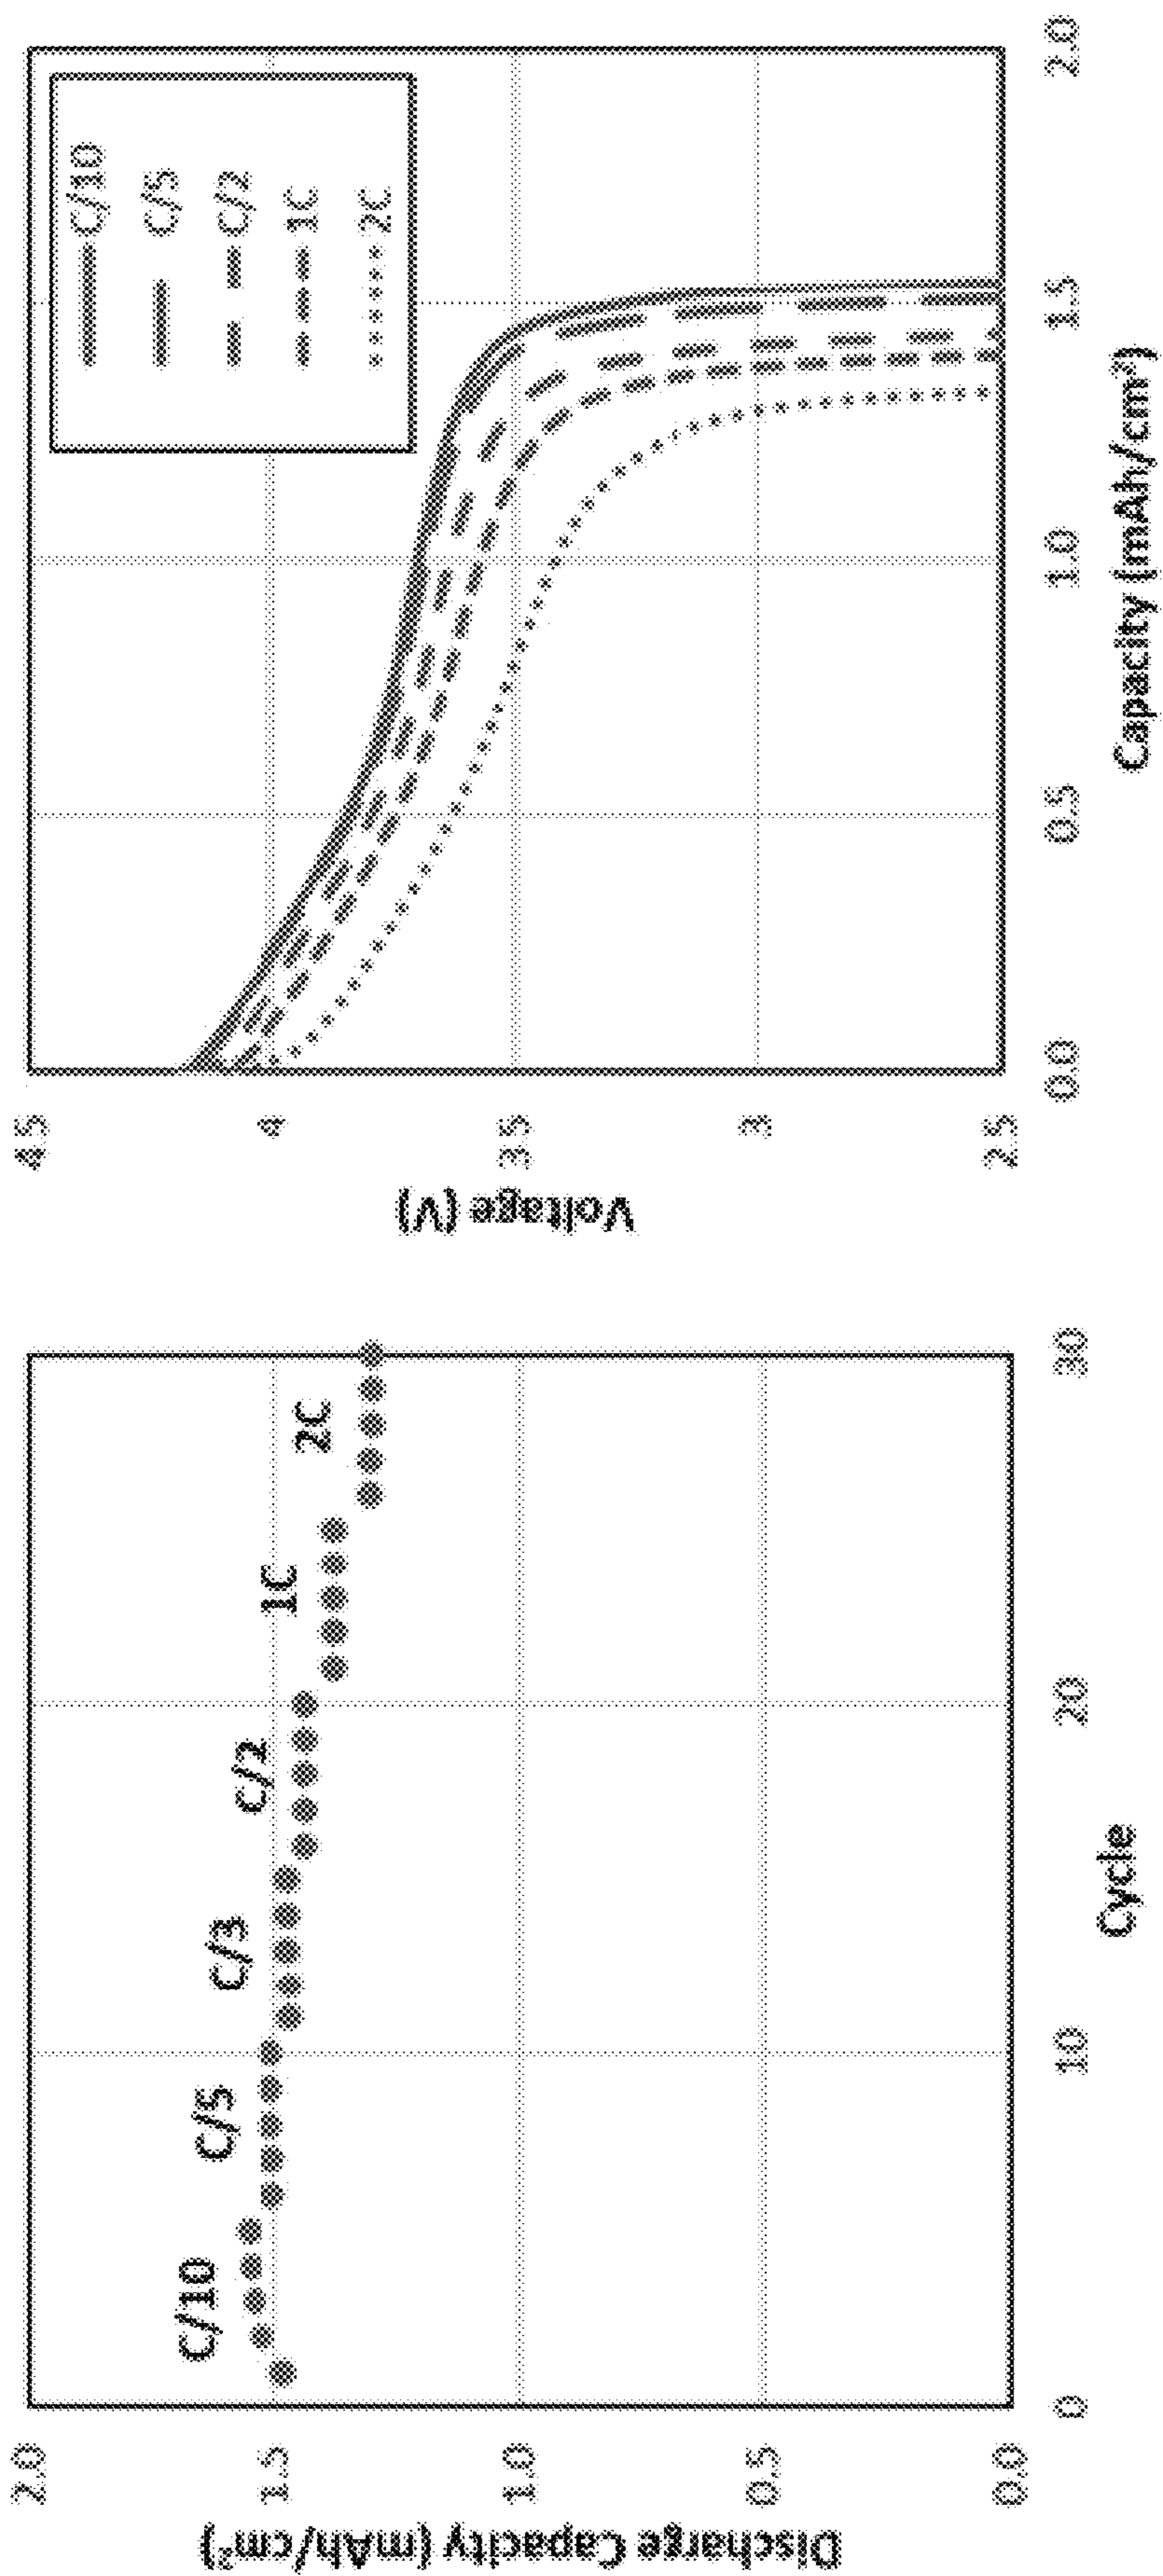 Discharge Capacity (mAh/cm²)
2.0
1.5
1.0
0.5
0.0
C/10
C/5
C/3
C/2
1C
2C
0
10
20
30
Cycle
Voltage (V)
4.5
4
3.5
3
2.5
C/10
C/5
C/2
1C
2C
0.0
0.5
1.0
1.5
2.0
Capacity (mAh/cm²)